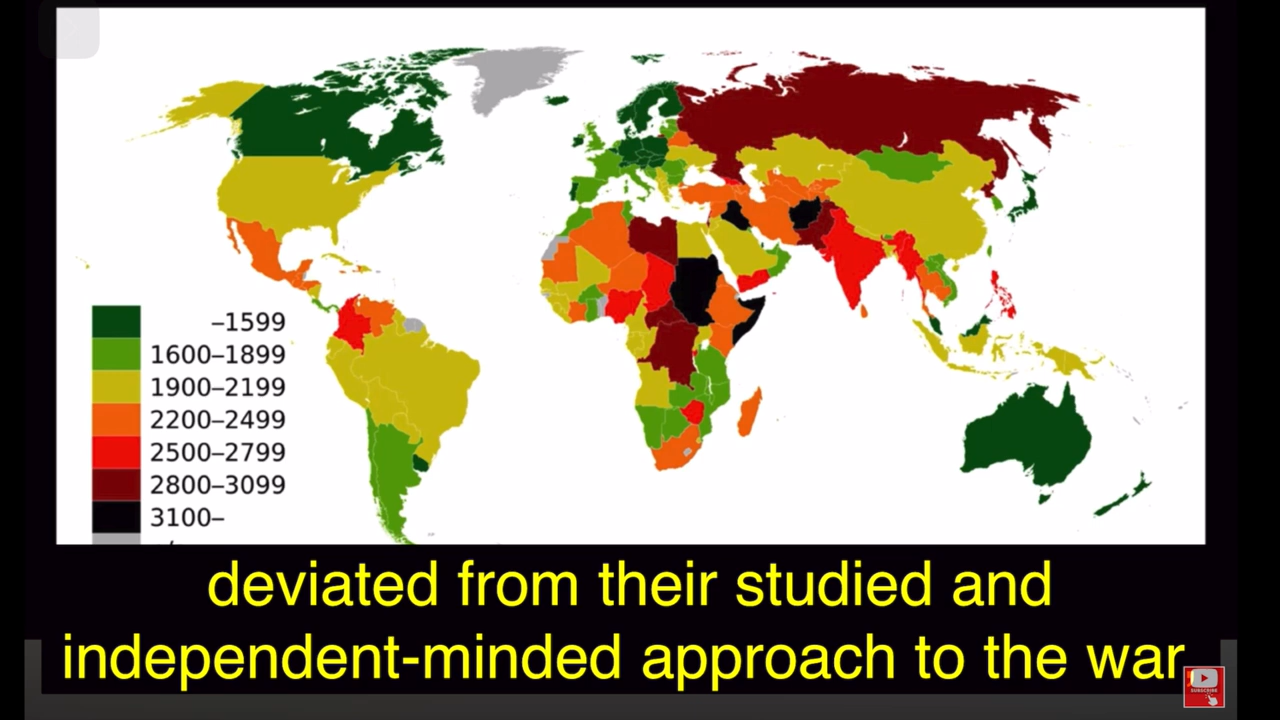 –1599
1600–1899
1900–2199
2200–2499
2500–2799
2800–3099
3100–
deviated from their studied and
independent-minded approach to the war
SUBSCRIBE